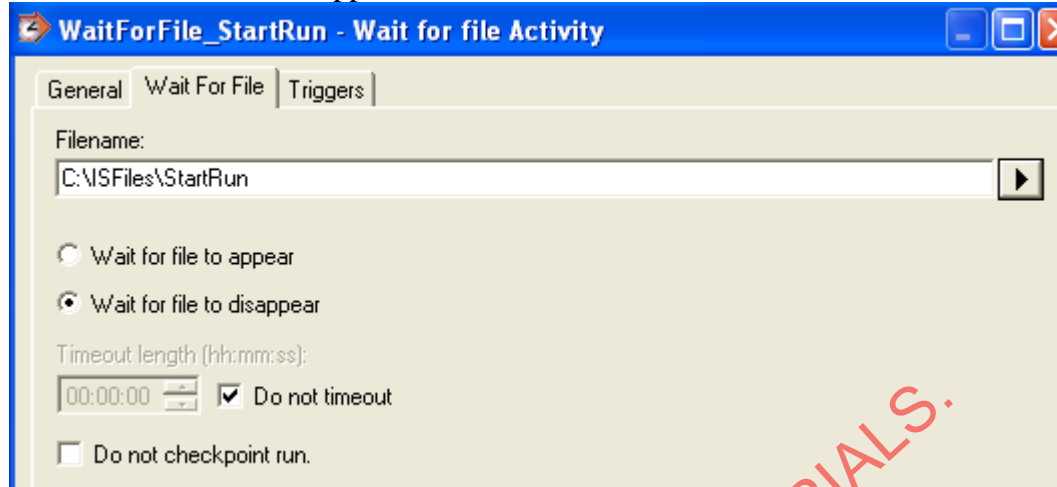 WaitForFile_StartRun - Wait for file Activity
General Wait For File Triggers
Filename:
C:\ISFiles\StartRun
Wait for file to appear
Wait for file to disappear
Timeout length (hh:mm:ss):
00:00:00 Do not timeout
Do not checkpoint run.
IALS.